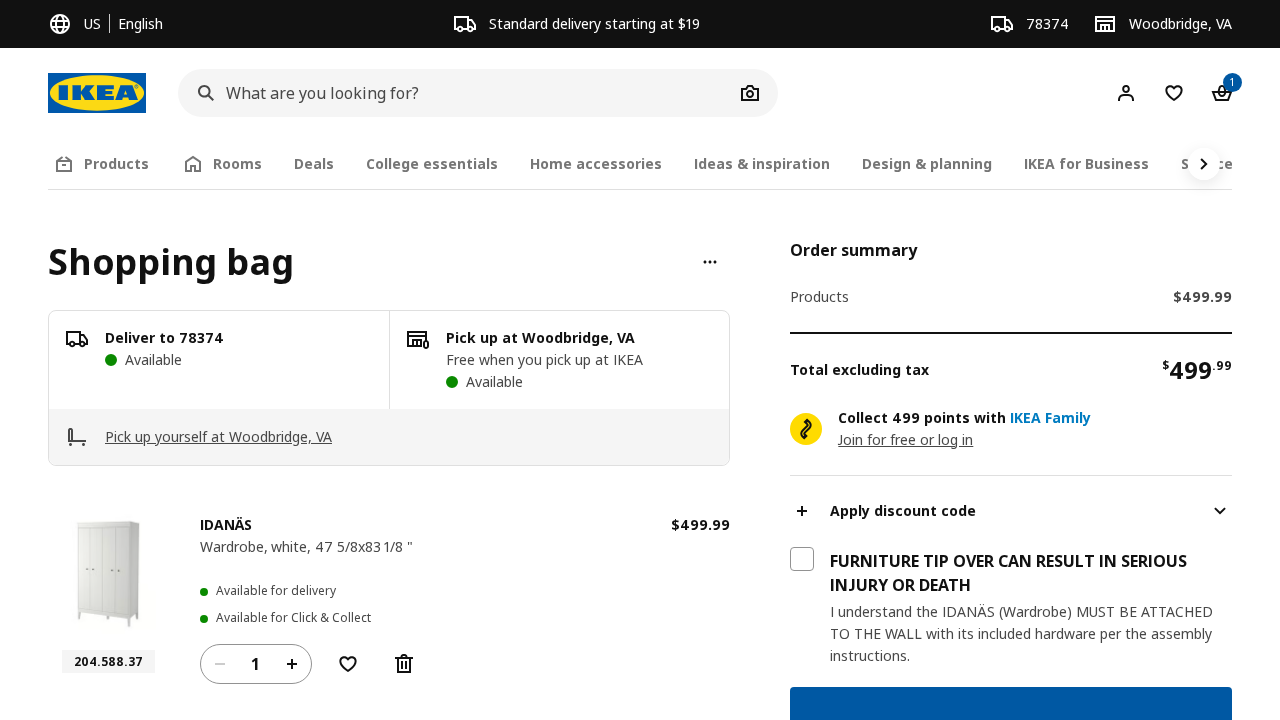 US | English
Standard delivery starting at $19
78374
Woodbridge, VA
IKEA
What are you looking for?
1
Products
Rooms
Deals
College essentials
Home accessories
Ideas & inspiration
Design & planning
IKEA for Business
Shopping bag
Deliver to 78374
Available
Pick up at Woodbridge, VA
Free when you pick up at IKEA
Available
Pick up yourself at Woodbridge, VA
IDANÄS
$499.99
Wardrobe, white, 47 5/8x83 1/8 "
Available for delivery
Available for Click & Collect
204.588.37
1
Order summary
Products
$499.99
Total excluding tax
$499.99
Collect 499 points with IKEA Family
Join for free or log in
Apply discount code
FURNITURE TIP OVER CAN RESULT IN SERIOUS
INJURY OR DEATH
I understand the IDANÄS (Wardrobe) MUST BE ATTACHED
TO THE WALL with its included hardware per the assembly
instructions.